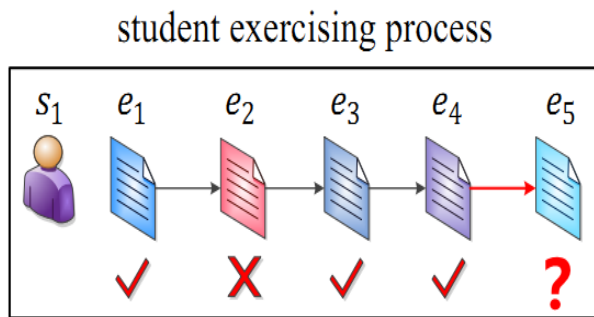 student exercising process
s₁ e₁ e₂ e₃ e₄ e₅
✓ X ✓ ✓ ?